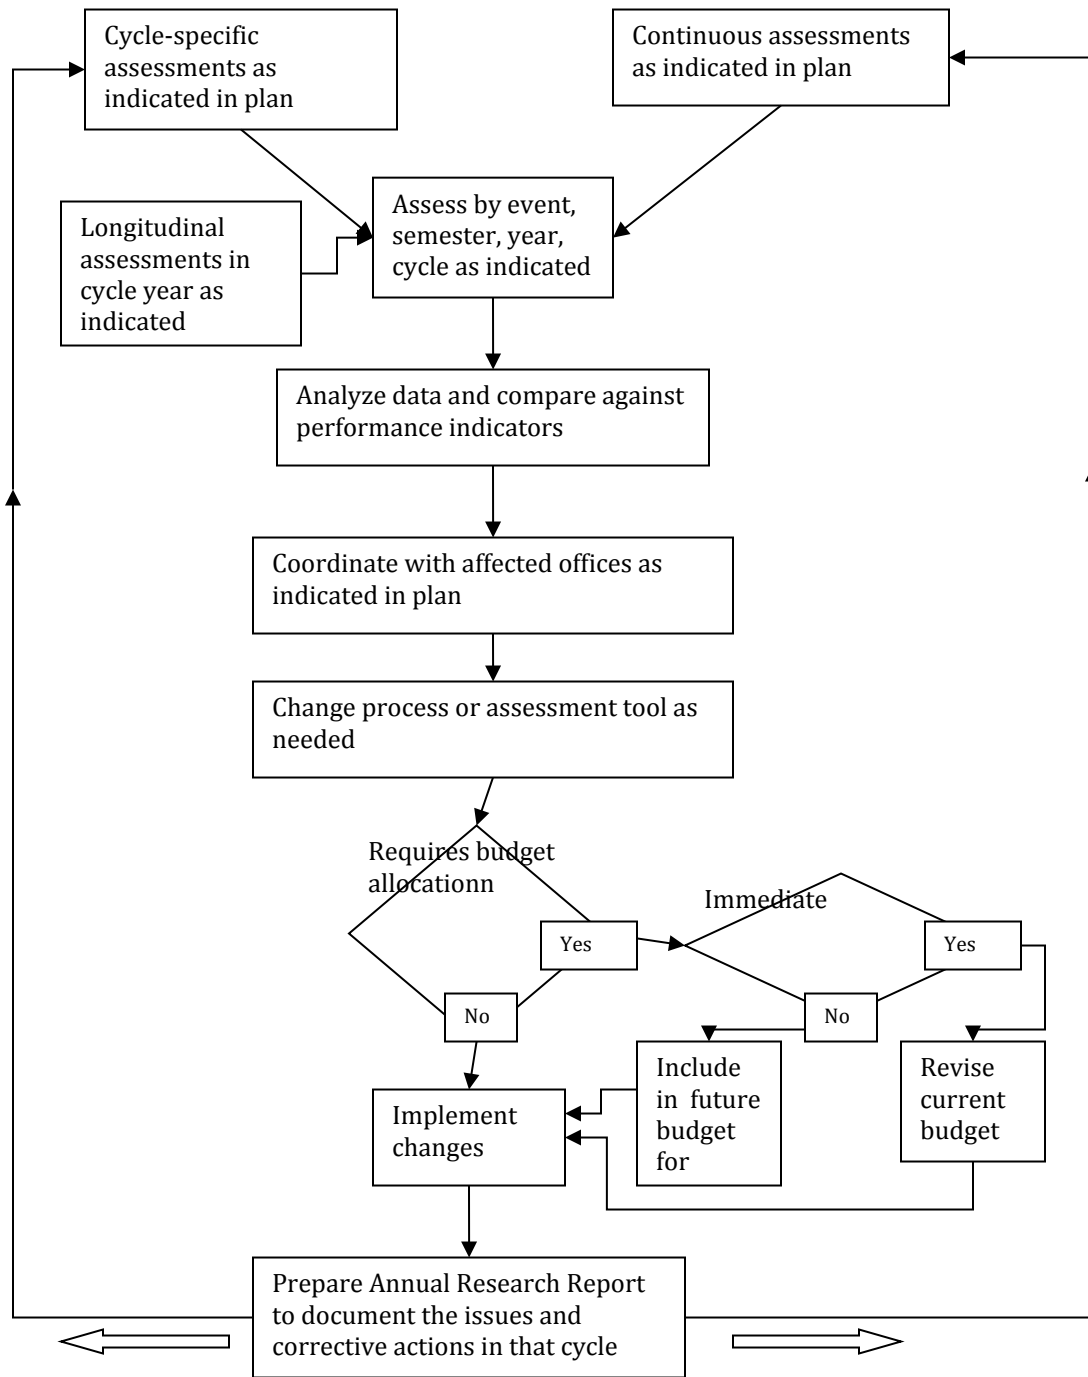 Cycle-specific
assessments as
indicated in plan
Continuous assessments
as indicated in plan
Longitudinal
assessments in
cycle year as
indicated
Assess by event,
semester, year,
cycle as indicated
Analyze data and compare against
performance indicators
Coordinate with affected offices as
indicated in plan
Change process or assessment tool as
needed
Requires budget
allocationn
Immediate
Yes
Yes
No
No
Include
in future
budget
for
Revise
current
budget
Implement
changes
Prepare Annual Research Report
to document the issues and
corrective actions in that cycle